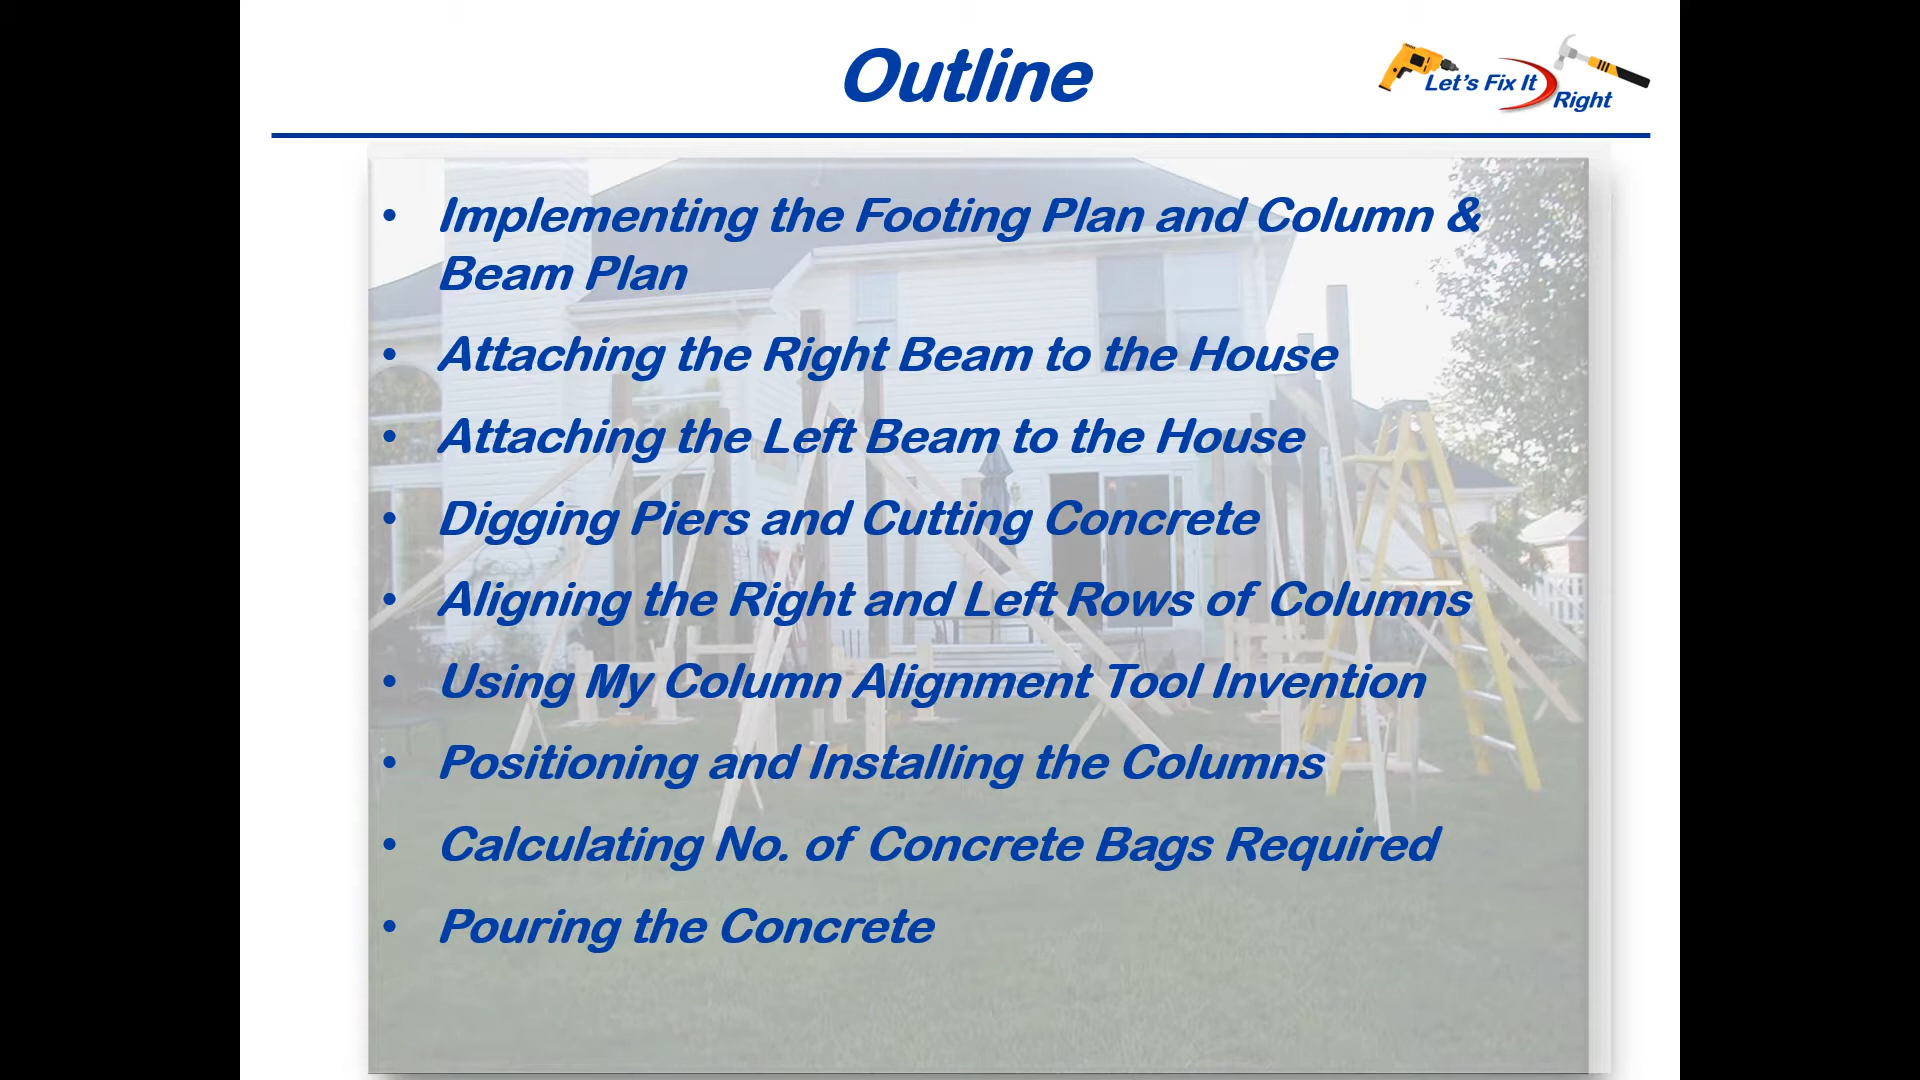 Outline
Let's Fix It
Right
• Implementing the Footing Plan and Column &
Beam Plan
• Attaching the Right Beam to the House
• Attaching the Left Beam to the House
• Digging Piers and Cutting Concrete
• Aligning the Right and Left Rows of Columns
• Using My Column Alignment Tool Invention
• Positioning and Installing the Columns
• Calculating No. of Concrete Bags Required
• Pouring the Concrete